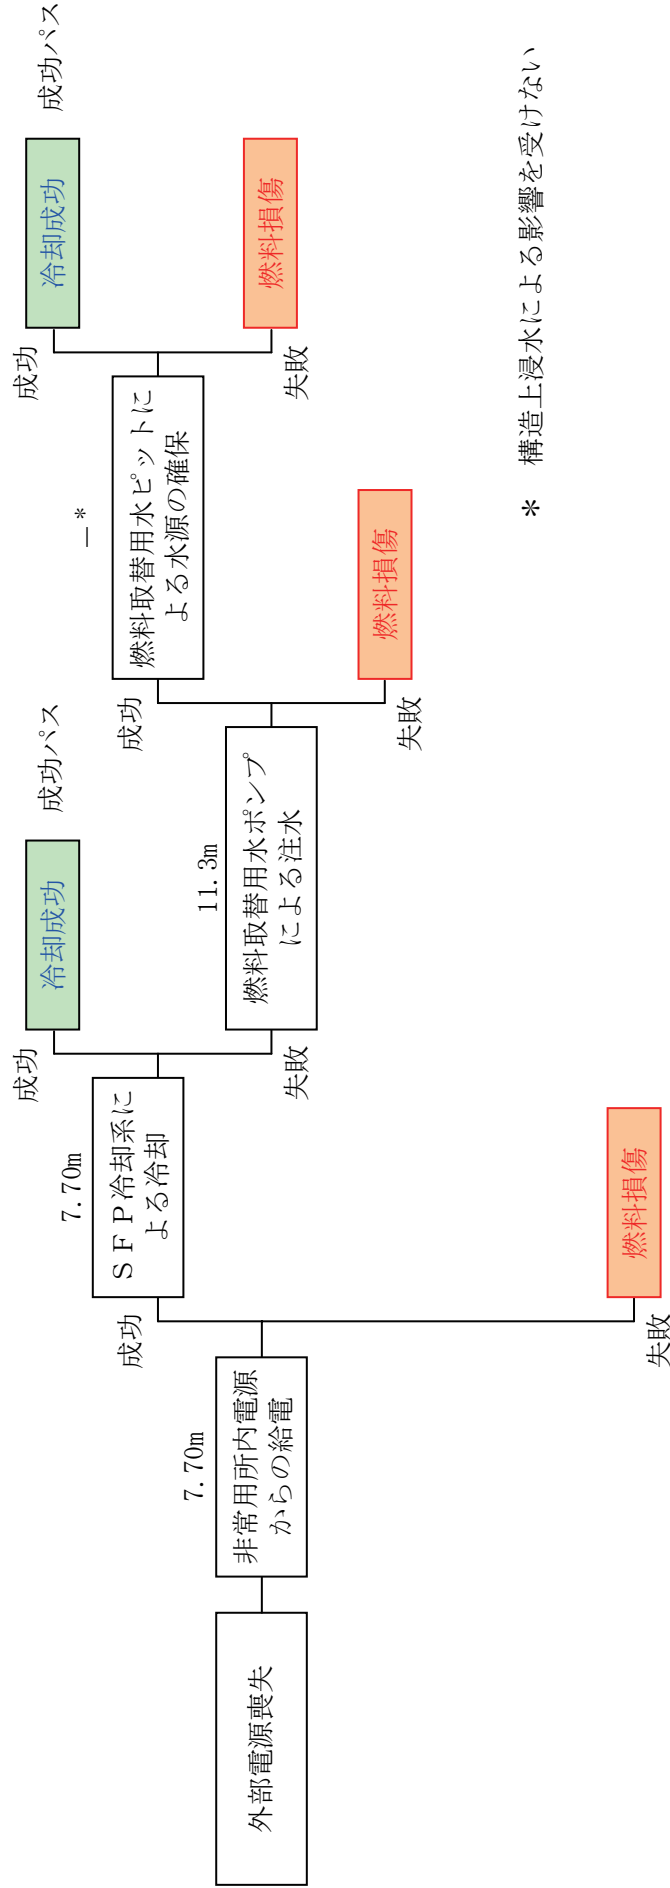 外部電源喪失
7.70m
非常用所内電源
からの給電
成功
失敗
燃料損傷
7.70m
ＳＦＰ冷却系に
よる冷却
成功
冷却成功
成功パス
失敗
11.3m
燃料取替用水ポンプ
による注水
成功
失敗
燃料損傷
－*
燃料取替用水ピットに
よる水源の確保
成功
冷却成功
成功パス
失敗
燃料損傷
* 構造上浸水による影響を受けない